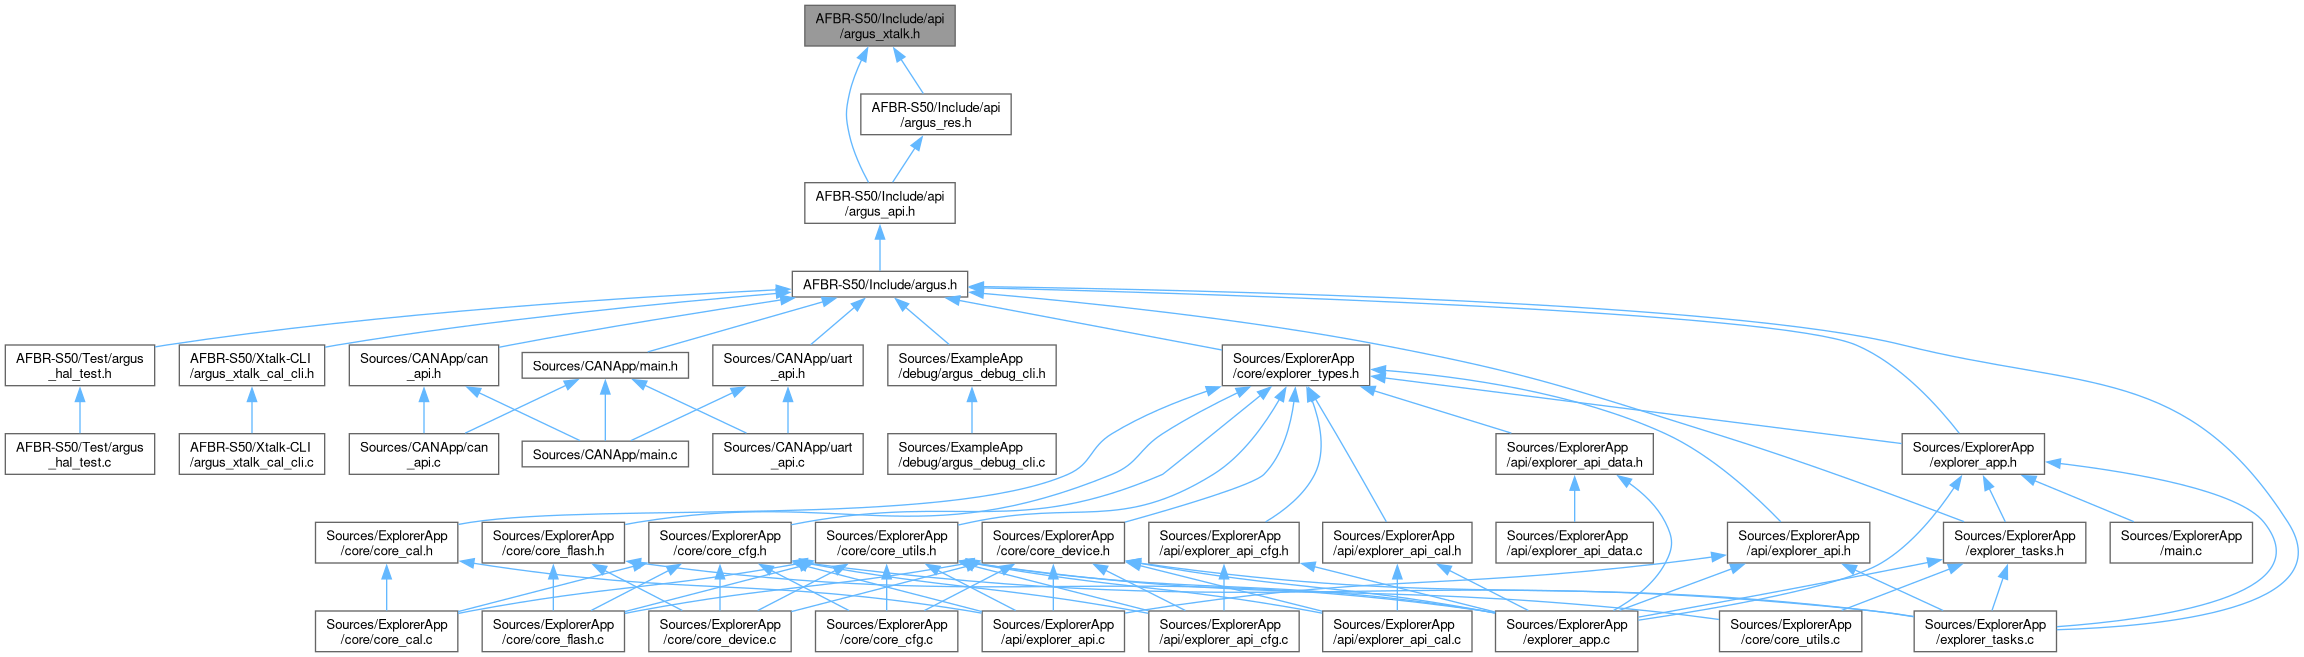 AFBR-S50/Include/api
/argus_xtalk.h
AFBR-S50/Include/api
/argus_res.h
AFBR-S50/Include/api
/argus_api.h
AFBR-S50/Include/argus.h
AFBR-S50/Test/argus
_hal_test.h
AFBR-S50/Xtalk-CLI
/argus_xtalk_cal_cli.h
Sources/CANApp/can
_api.h
Sources/CANApp/main.h
Sources/CANApp/uart
_api.h
Sources/ExampleApp
/debug/argus_debug_cli.h
Sources/ExplorerApp
/core/explorer_types.h
AFBR-S50/Test/argus
_hal_test.c
AFBR-S50/Xtalk-CLI
/argus_xtalk_cal_cli.c
Sources/CANApp/can
_api.c
Sources/CANApp/main.c
Sources/CANApp/uart
_api.c
Sources/ExampleApp
/debug/argus_debug_cli.c
Sources/ExplorerApp
/api/explorer_api_data.h
Sources/ExplorerApp
/explorer_app.h
Sources/ExplorerApp
/core/core_cal.h
Sources/ExplorerApp
/core/core_flash.h
Sources/ExplorerApp
/core/core_cfg.h
Sources/ExplorerApp
/core/core_utils.h
Sources/ExplorerApp
/core/core_device.h
Sources/ExplorerApp
/api/explorer_api_cfg.h
Sources/ExplorerApp
/api/explorer_api_cal.h
Sources/ExplorerApp
/api/explorer_api_data.c
Sources/ExplorerApp
/api/explorer_api.h
Sources/ExplorerApp
/explorer_tasks.h
Sources/ExplorerApp
/main.c
Sources/ExplorerApp
/core/core_cal.c
Sources/ExplorerApp
/core/core_flash.c
Sources/ExplorerApp
/core/core_device.c
Sources/ExplorerApp
/core/core_cfg.c
Sources/ExplorerApp
/api/explorer_api.c
Sources/ExplorerApp
/api/explorer_api_cfg.c
Sources/ExplorerApp
/api/explorer_api_cal.c
Sources/ExplorerApp
/explorer_app.c
Sources/ExplorerApp
/core/core_utils.c
Sources/ExplorerApp
/explorer_tasks.c